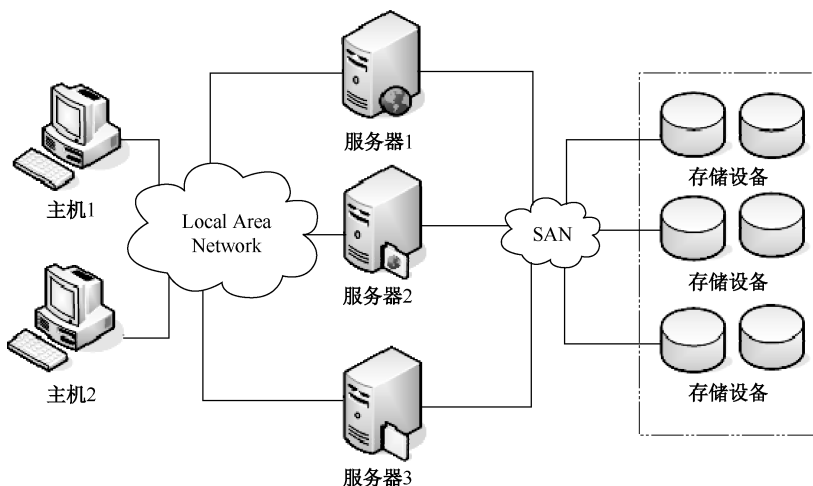 主机1
主机2
Local Area
Network
服务器1
服务器2
服务器3
SAN
存储设备
存储设备
存储设备